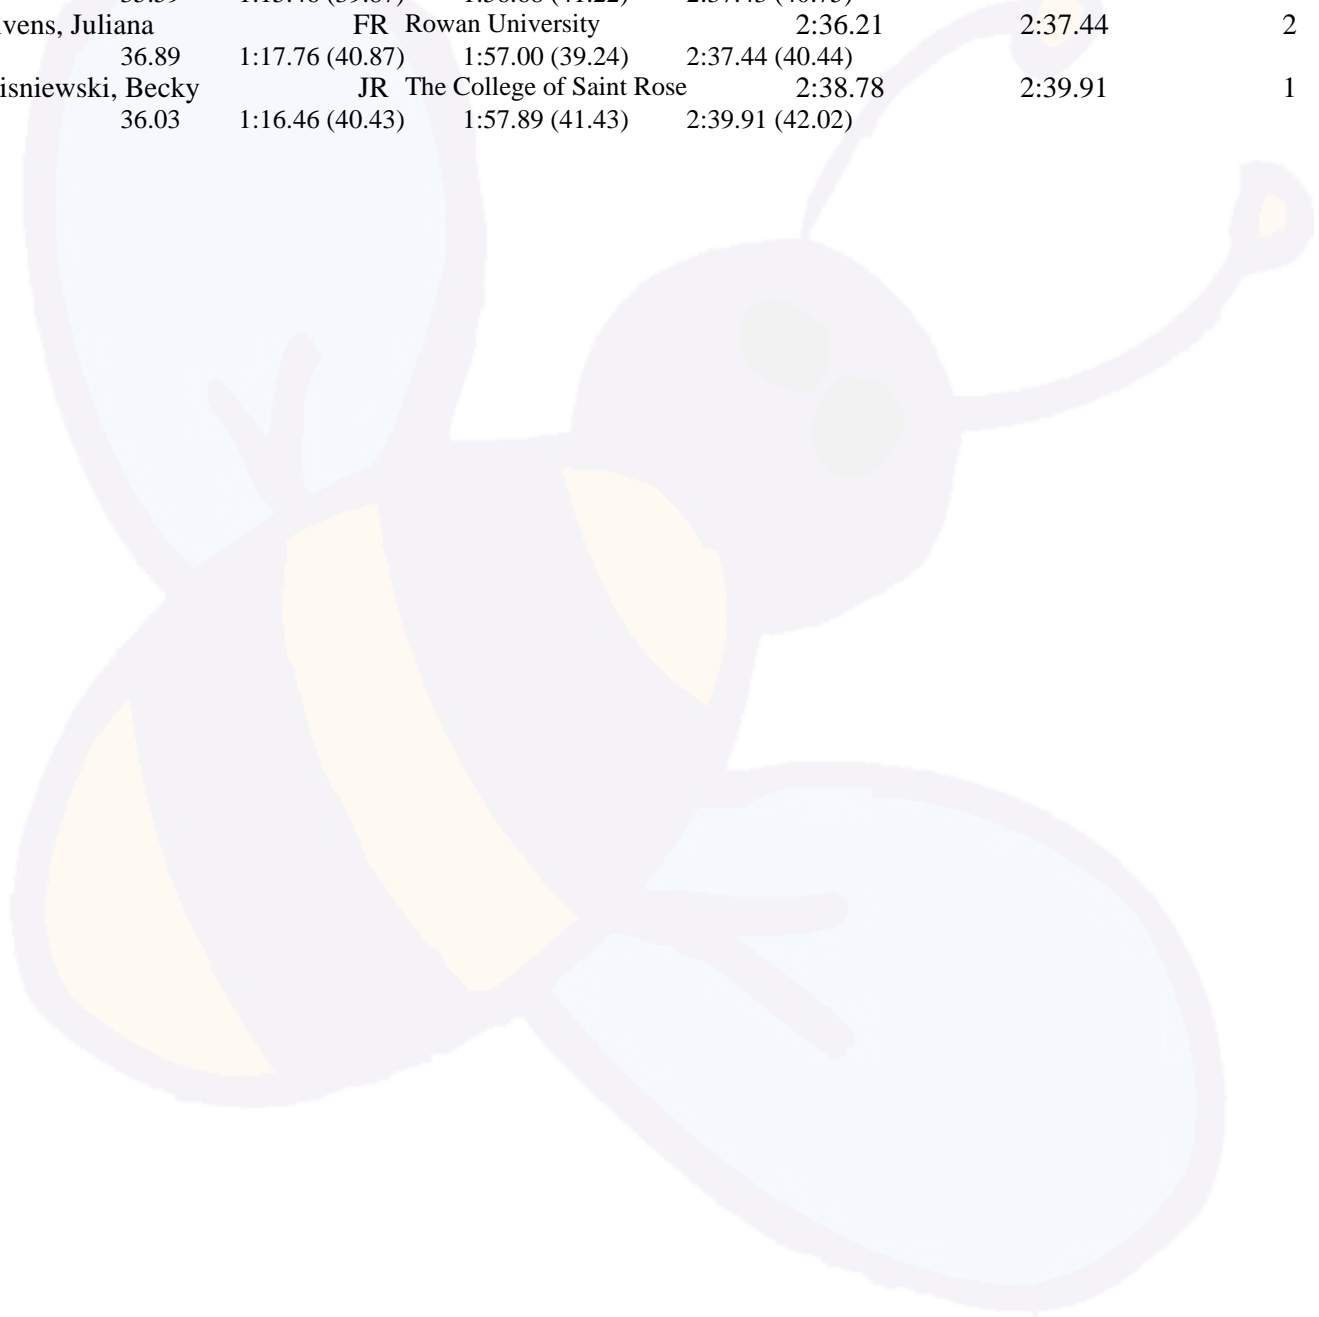 vens, Juliana FR Rowan University 2:36.21 2:37.44 2
36.89 1:17.76 (40.87) 1:57.00 (39.24) 2:37.44 (40.44)
isniewski, Becky JR The College of Saint Rose 2:38.78 2:39.91 1
36.03 1:16.46 (40.43) 1:57.89 (41.43) 2:39.91 (42.02)